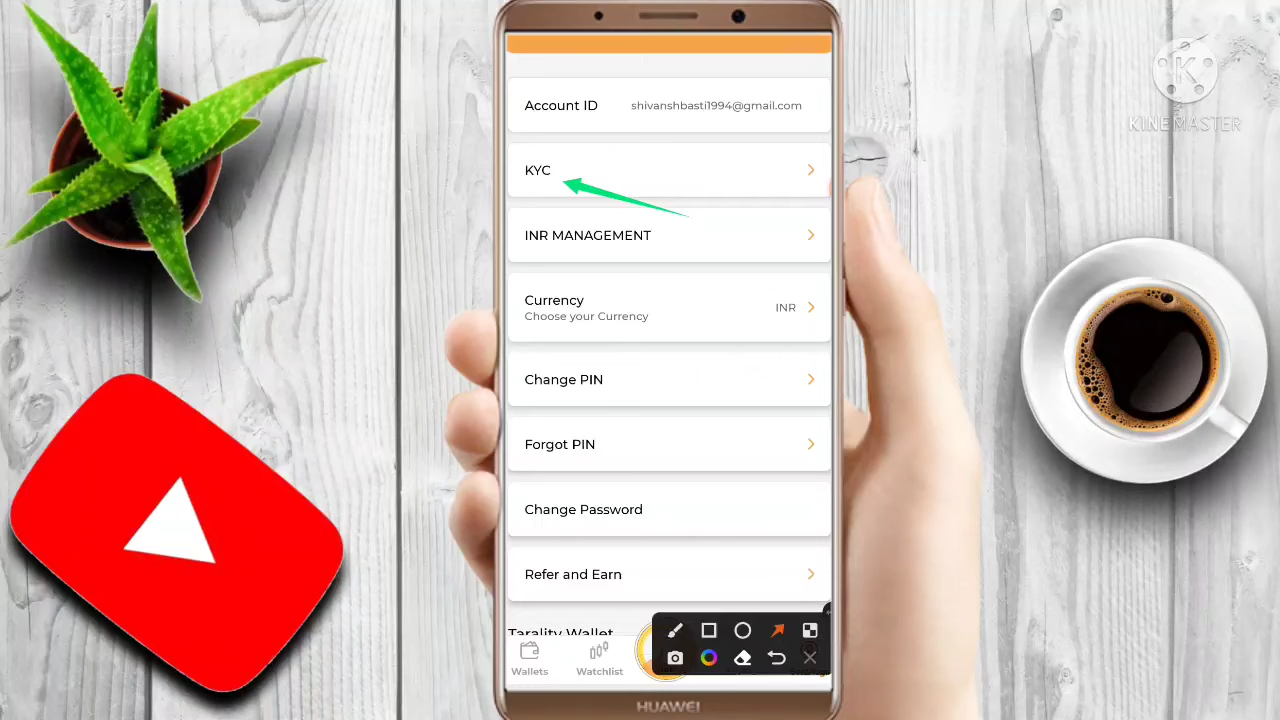 KINEMASTER
Account ID
shivanshbasti1994@gmail.com
KYC
INR MANAGEMENT
Currency
INR
Choose your Currency
Change PIN
Forgot PIN
Change Password
Refer and Earn
Tarality Wallet
Wallets
Watchlist
HUAWEI